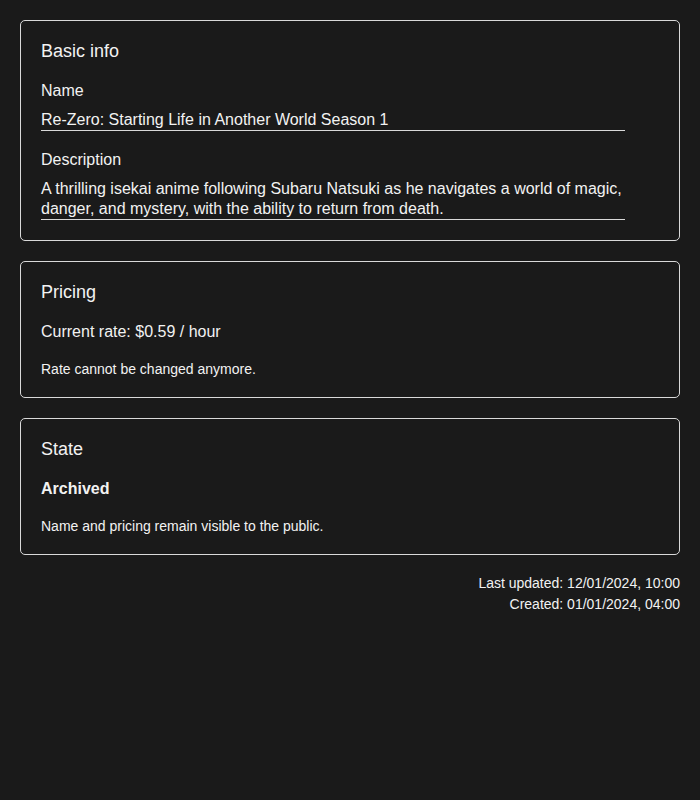 Basic info
Name
Re-Zero: Starting Life in Another World Season 1
Description
A thrilling isekai anime following Subaru Natsuki as he navigates a world of magic,
danger, and mystery, with the ability to return from death.
Pricing
Current rate: $0.59 / hour
Rate cannot be changed anymore.
State
Archived
Name and pricing remain visible to the public.
Last updated: 12/01/2024, 10:00
Created: 01/01/2024, 04:00